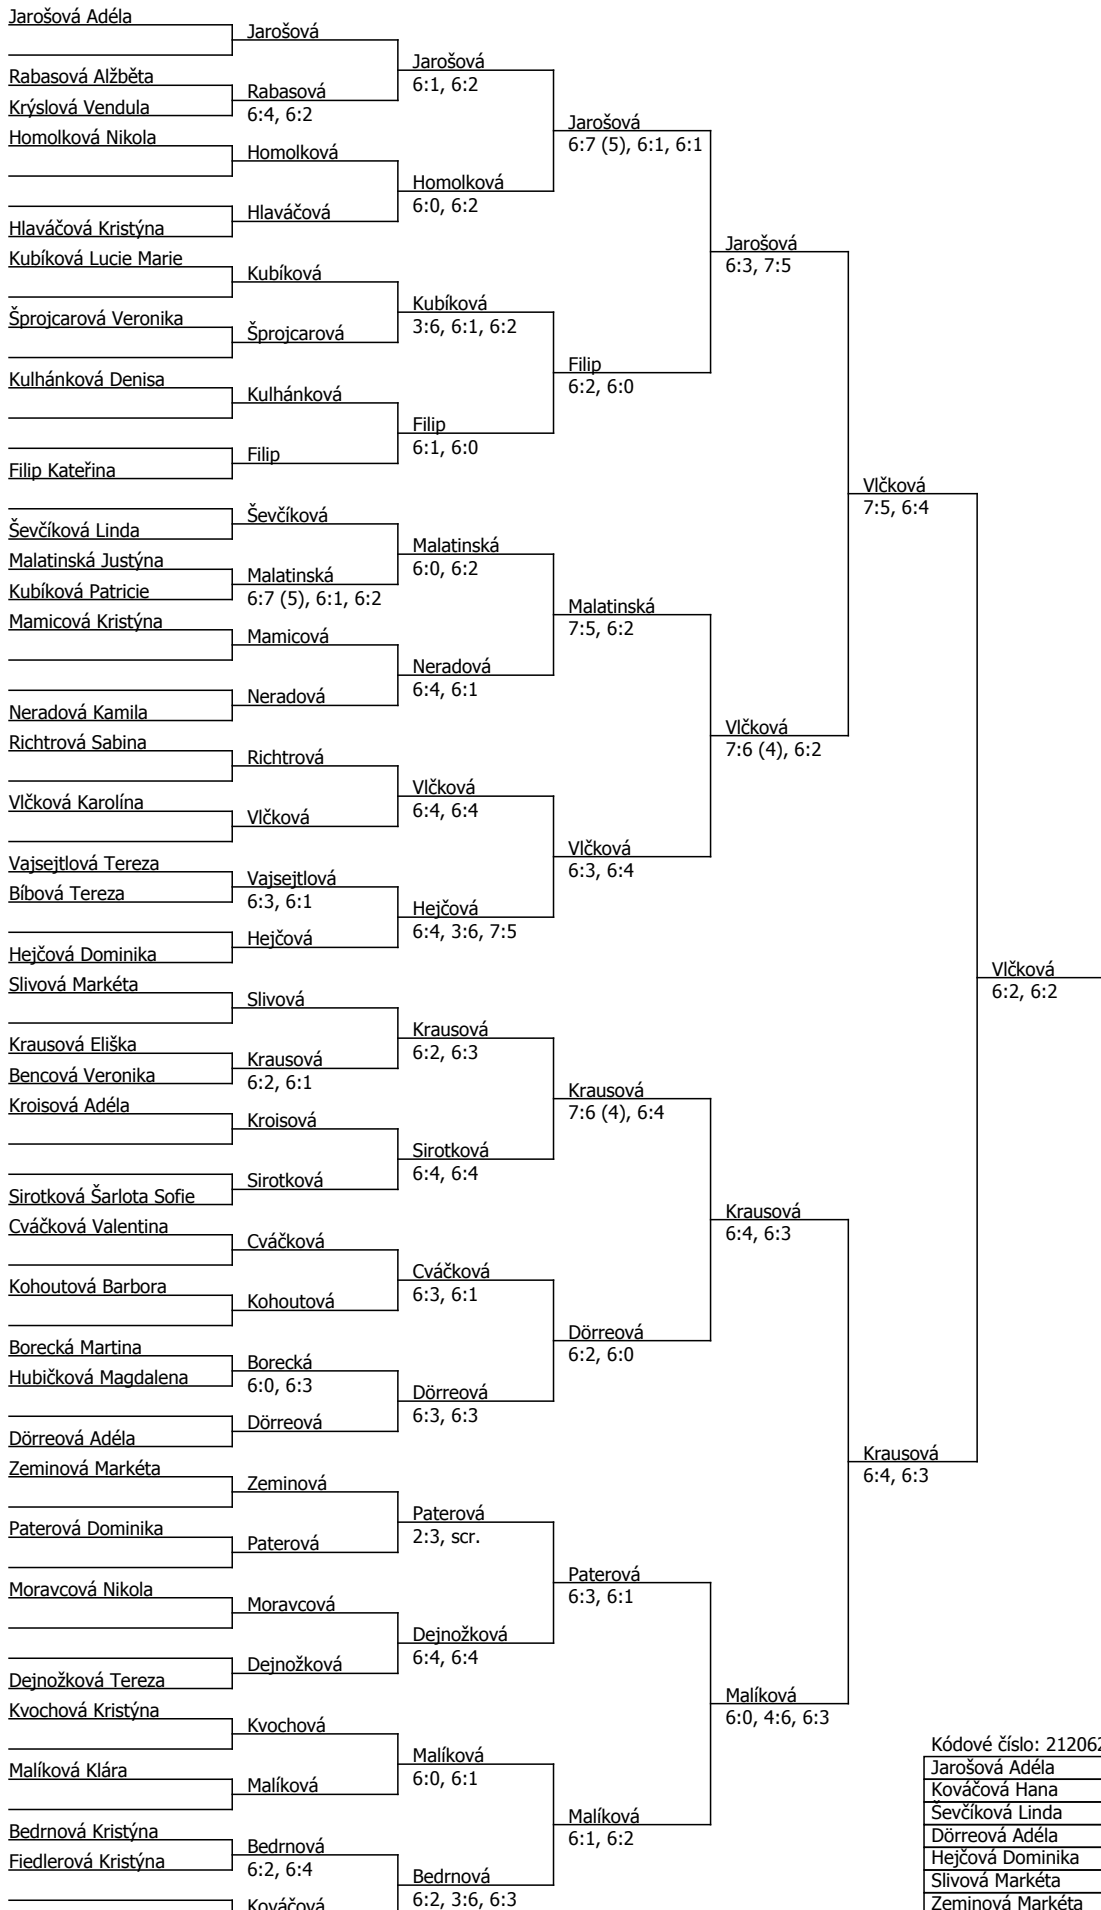 Jarošová Adéla
Jarošová
Jarošová
6:1, 6:2
Rabasová Alžběta
Rabasová
6:4, 6:2
Krýslová Vendula
Jarošová
6:7 (5), 6:1, 6:1
Homolková Nikola
Homolková
Homolková
6:0, 6:2
Hlaváčová
Hlaváčová Kristýna
Jarošová
6:3, 7:5
Kubíková Lucie Marie
Kubíková
Kubíková
3:6, 6:1, 6:2
Šprojcarová Veronika
Šprojcarová
Filip
6:2, 6:0
Kulhánková Denisa
Kulhánková
Filip
6:1, 6:0
Filip
Filip Kateřina
Vlčková
7:5, 6:4
Ševčíková
Ševčíková Linda
Malatinská
6:0, 6:2
Malatinská Justýna
Malatinská
6:7 (5), 6:1, 6:2
Kubíková Patricie
Malatinská
7:5, 6:2
Mamicová Kristýna
Mamicová
Neradová
6:4, 6:1
Neradová
Neradová Kamila
Vlčková
7:6 (4), 6:2
Richtrová Sabina
Richtrová
Vlčková
6:4, 6:4
Vlčková Karolína
Vlčková
Vlčková
6:3, 6:4
Vajsejtlová Tereza
Vajsejtlová
6:3, 6:1
Bíbová Tereza
Hejčová
6:4, 3:6, 7:5
Hejčová
Hejčová Dominika
Vlčková
6:2, 6:2
Slivová Markéta
Slivová
Krausová
6:2, 6:3
Krausová Eliška
Krausová
6:2, 6:1
Bencová Veronika
Krausová
7:6 (4), 6:4
Kroisová Adéla
Kroisová
Sirotková
6:4, 6:4
Sirotková
Sirotková Šarlota Sofie
Krausová
6:4, 6:3
Cváčková Valentina
Cváčková
Cváčková
6:3, 6:1
Kohoutová Barbora
Kohoutová
Dörreová
6:2, 6:0
Borecká Martina
Borecká
6:0, 6:3
Hubičková Magdalena
Dörreová
6:3, 6:3
Dörreová
Dörreová Adéla
Krausová
6:4, 6:3
Zeminová Markéta
Zeminová
Paterová
2:3, scr.
Paterová Dominika
Paterová
Paterová
6:3, 6:1
Moravcová Nikola
Moravcová
Dejnožková
6:4, 6:4
Dejnožková
Dejnožková Tereza
Malíková
6:0, 4:6, 6:3
Kvochová Kristýna
Kvochová
Malíková
6:0, 6:1
Malíková Klára
Malíková
Malíková
6:1, 6:2
Bedrnová Kristýna
Bedrnová
6:2, 6:4
Fiedlerová Kristýna
Bedrnová
6:2, 3:6, 6:3
Kováčová
Kódové číslo: 212062
Jarošová Adéla
Kováčová Hana
Ševčíková Linda
Dörreová Adéla
Hejčová Dominika
Slivová Markéta
Zeminová Markéta